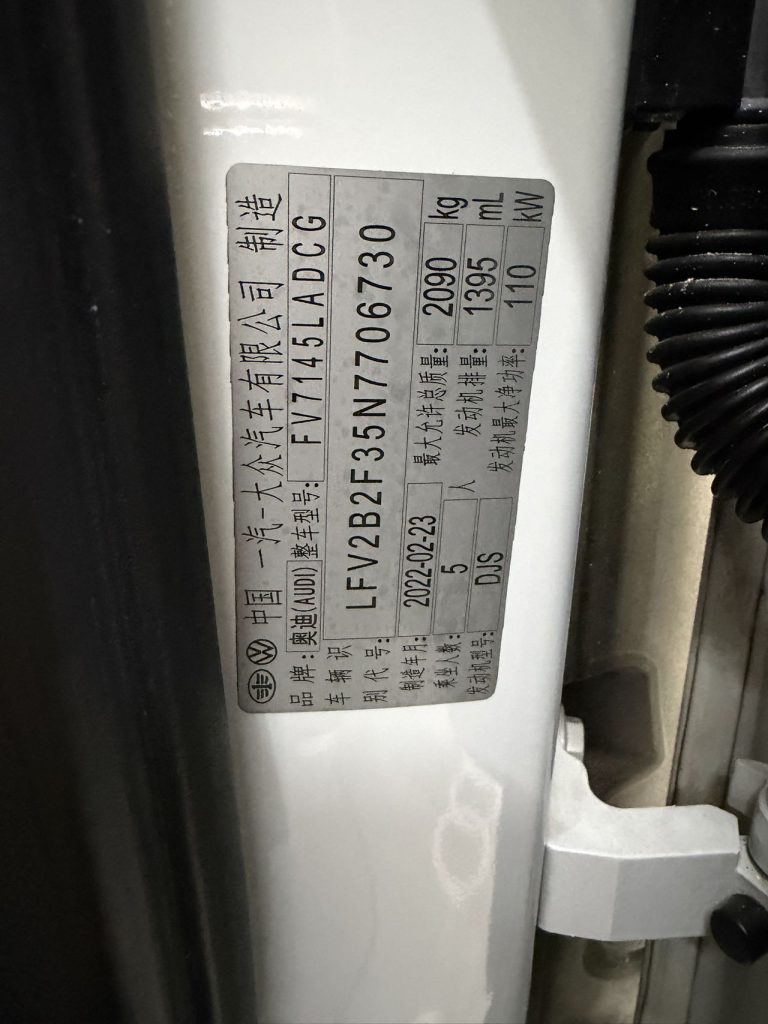 中国 一汽-大众汽车有限公司 制造
品牌: 奥迪(AUDI) 整车型号: FV7145LADCG
车辆识别代号: LFV2B2F35N7706730
制造年月: 2022-02-23 最大允许总质量: 2090 kg
乘坐人数: 5 人 发动机排量: 1395 mL
发动机型号: DJS 发动机最大净功率: 110 kW